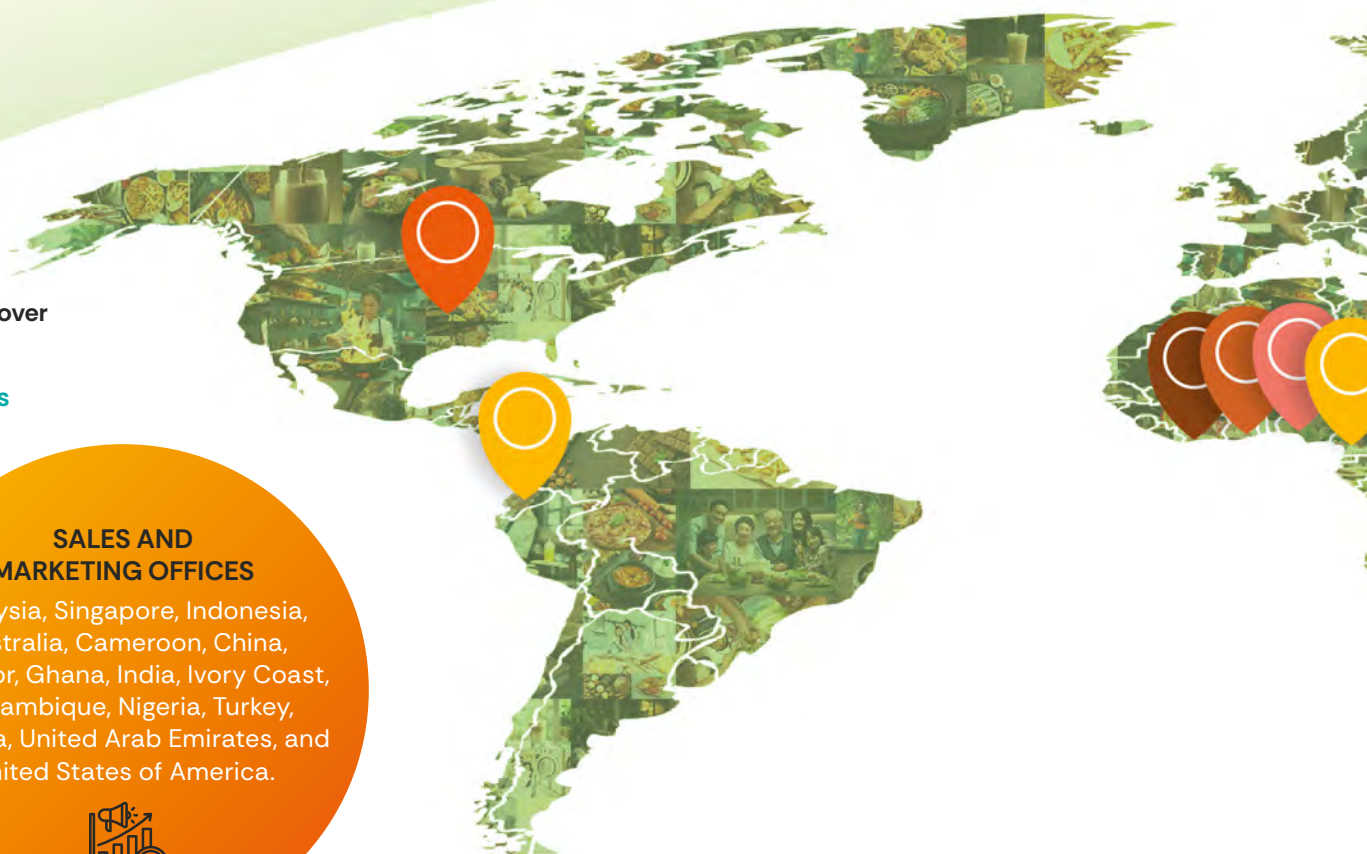 over
s
SALES AND
MARKETING OFFICES
ysia, Singapore, Indonesia,
stralia, Cameroon, China,
or, Ghana, India, Ivory Coast,
ambique, Nigeria, Turkey,
a, United Arab Emirates, and
ited States of America.